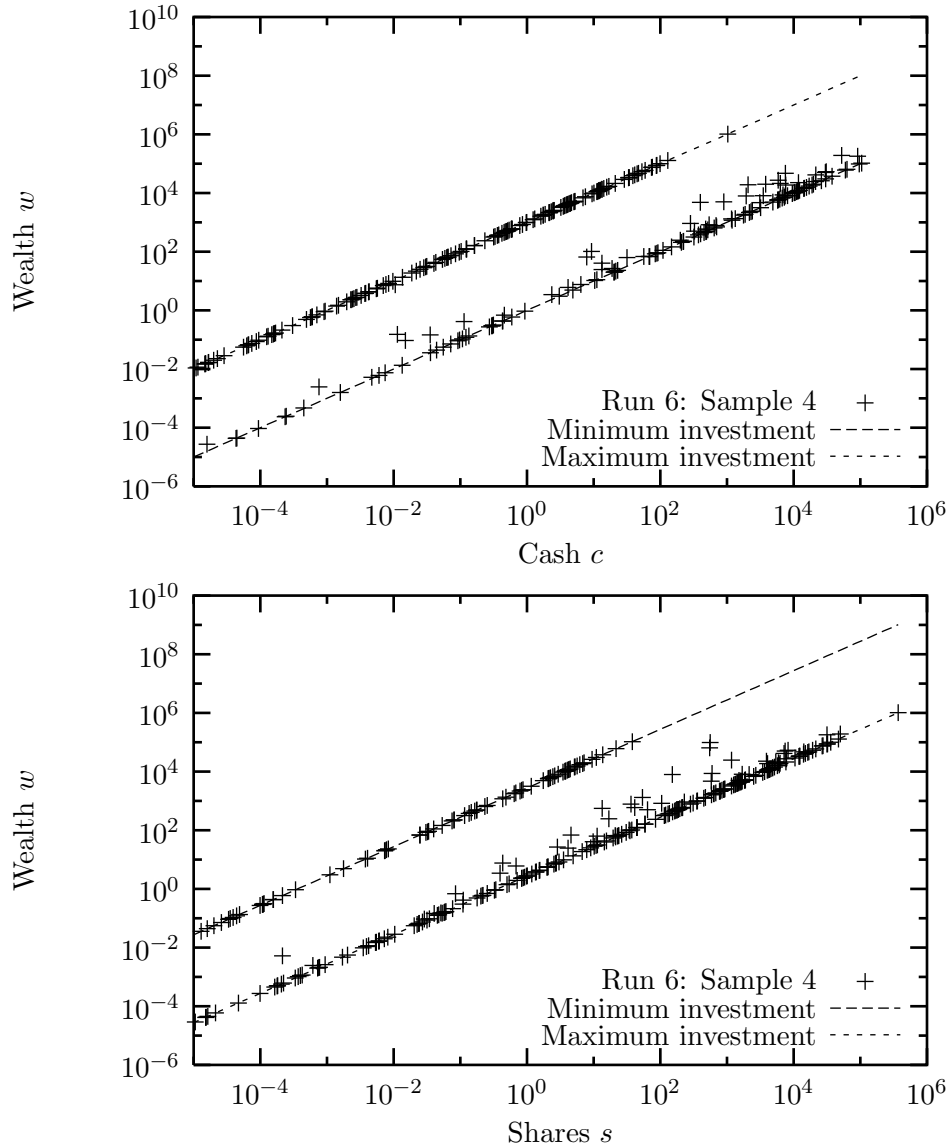 10^10
10^8
10^6
10^4
10^2
10^0
10^−2
10^−4
10^−6
Wealth w
Run 6: Sample 4
Minimum investment
Maximum investment
10^−4 10^−2 10^0 10^2 10^4 10^6
Cash c
10^10
10^8
10^6
10^4
10^2
10^0
10^−2
10^−4
10^−6
Wealth w
Run 6: Sample 4
Minimum investment
Maximum investment
10^−4 10^−2 10^0 10^2 10^4 10^6
Shares s